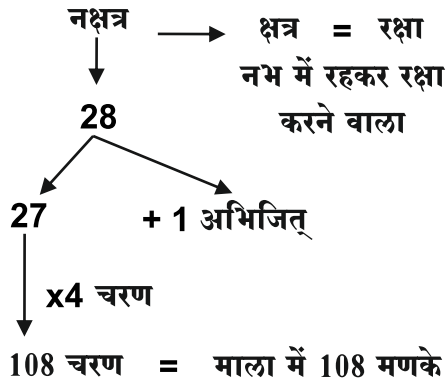 नक्षत्र
क्षत्र = रक्षा
नभ में रहकर रक्षा
करने वाला
28
27
+ 1 अभिजित्
x4 चरण
108 चरण = माला में 108 मणके